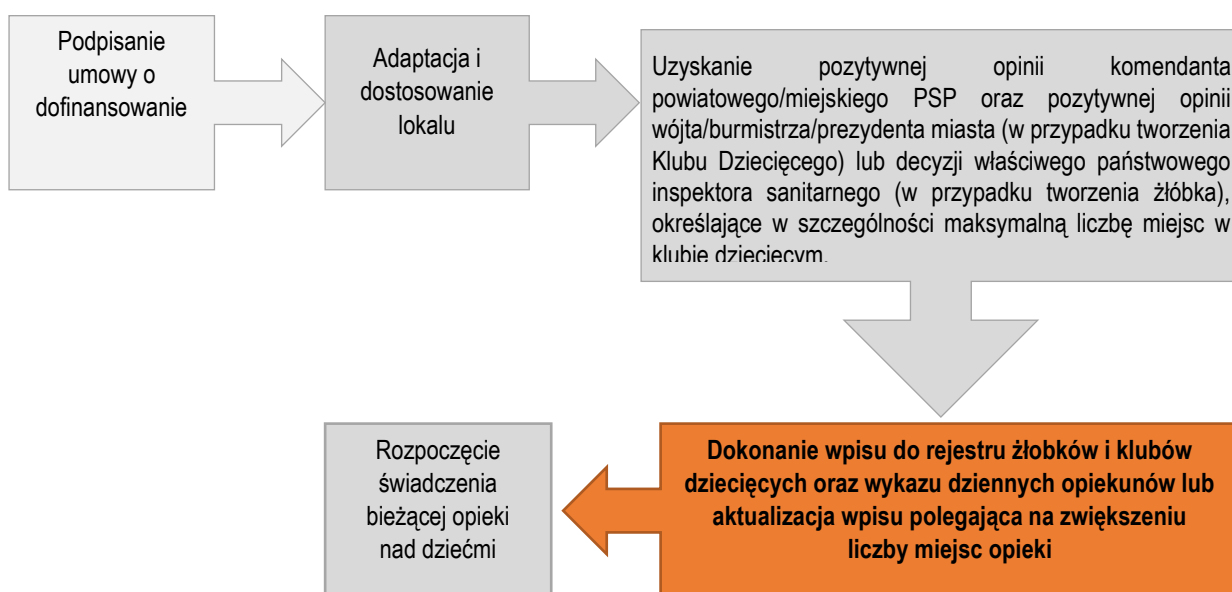 Podpisanie
umowy o
dofinansowanie
Adaptacja i
dostosowanie
lokalu
Uzyskanie pozytywnej opinii komendanta
powiatowego/miejskiego PSP oraz pozytywnej opinii
wójta/burmistrza/prezydenta miasta (w przypadku tworzenia
Klubu Dziecięcego) lub decyzji właściwego państwowego
inspektora sanitarnego (w przypadku tworzenia żłóbka),
określające w szczególności maksymalną liczbę miejsc w
klubie dziecięcym.
Dokonanie wpisu do rejestru żłobków i klubów
dziecięcych oraz wykazu dziennych opiekunów lub
aktualizacja wpisu polegająca na zwiększeniu
liczby miejsc opieki
Rozpoczęcie
świadczenia
bieżącej opieki
nad dziećmi